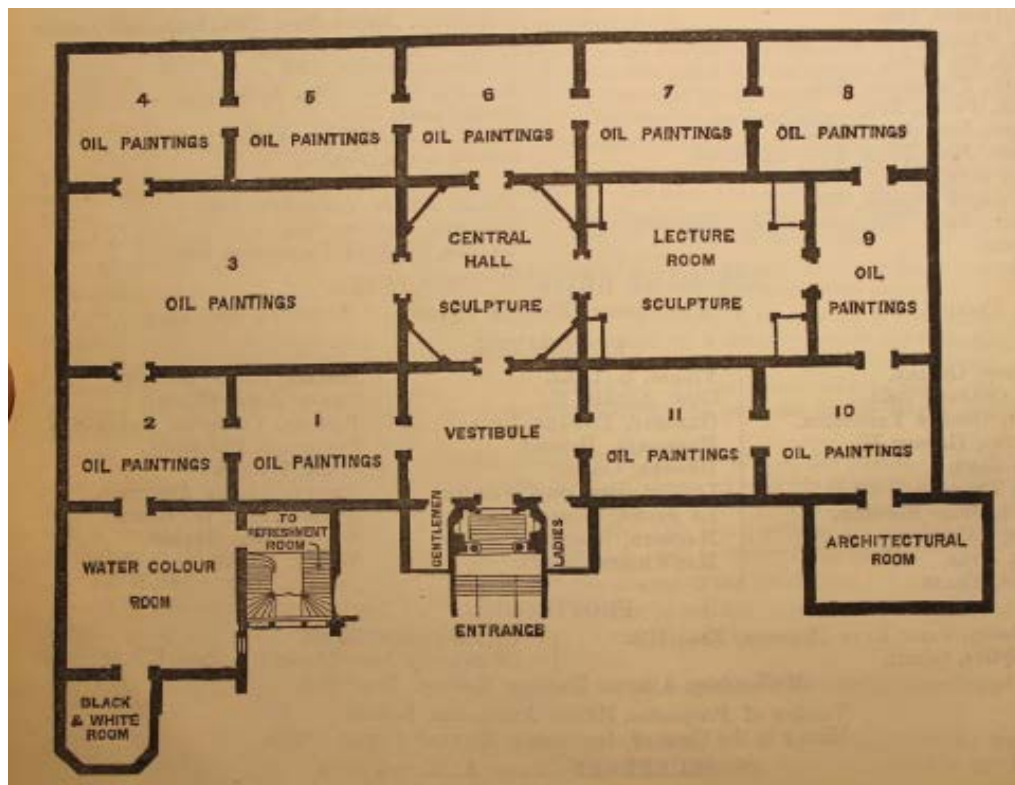 4
OIL PAINTINGS
5
OIL PAINTINGS
6
OIL PAINTINGS
7
OIL PAINTINGS
8
OIL PAINTINGS
3
OIL PAINTINGS
CENTRAL
HALL
SCULPTURE
LECTURE
ROOM
SCULPTURE
9
OIL
PAINTINGS
2
OIL PAINTINGS
1
OIL PAINTINGS
VESTIBULE
11
OIL PAINTINGS
10
OIL PAINTINGS
TO
REFRESHMENT
ROOM
GENTLEMEN
LADIES
WATER COLOUR
ROOM
ARCHITECTURAL
ROOM
ENTRANCE
BLACK
& WHITE
ROOM